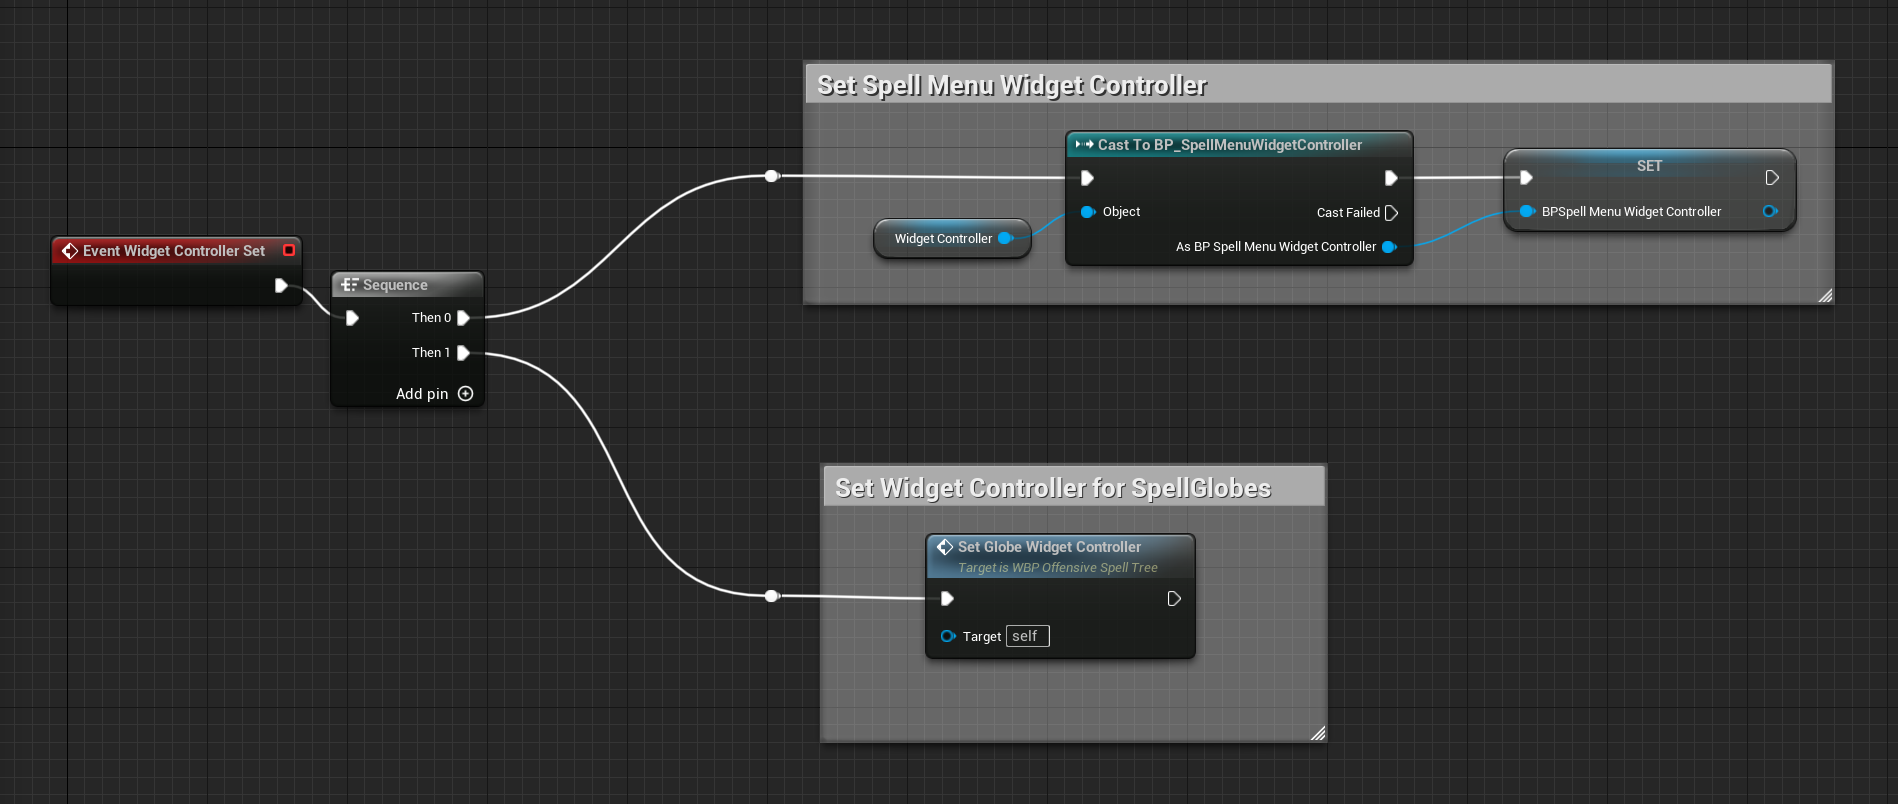 Set Spell Menu Widget Controller
Cast To BP_SpellMenuWidgetController
SET
Object
Cast Failed
BPSpell Menu Widget Controller
Widget Controller
As BP Spell Menu Widget Controller
Event Widget Controller Set
Sequence
Then 0
Then 1
Add pin
Set Widget Controller for SpellGlobes
Set Globe Widget Controller
Target is WBP Offensive Spell Tree
Target self